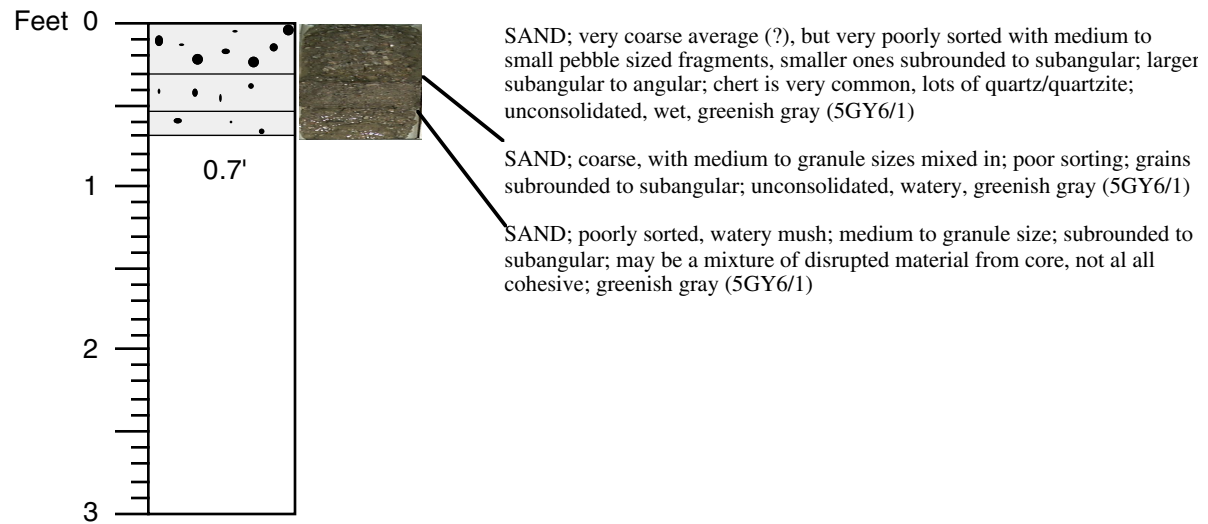 Feet 0
SAND; very coarse average (?), but very poorly sorted with medium to
small pebble sized fragments, smaller ones subrounded to subangular; larger
subangular to angular; chert is very common, lots of quartz/quartzite;
unconsolidated, wet, greenish gray (5GY6/1)
SAND; coarse, with medium to granule sizes mixed in; poor sorting; grains
subrounded to subangular; unconsolidated, watery, greenish gray (5GY6/1)
SAND; poorly sorted, watery mush; medium to granule size; subrounded to
subangular; may be a mixture of disrupted material from core, not al all
cohesive; greenish gray (5GY6/1)
0.7'
1
2
3